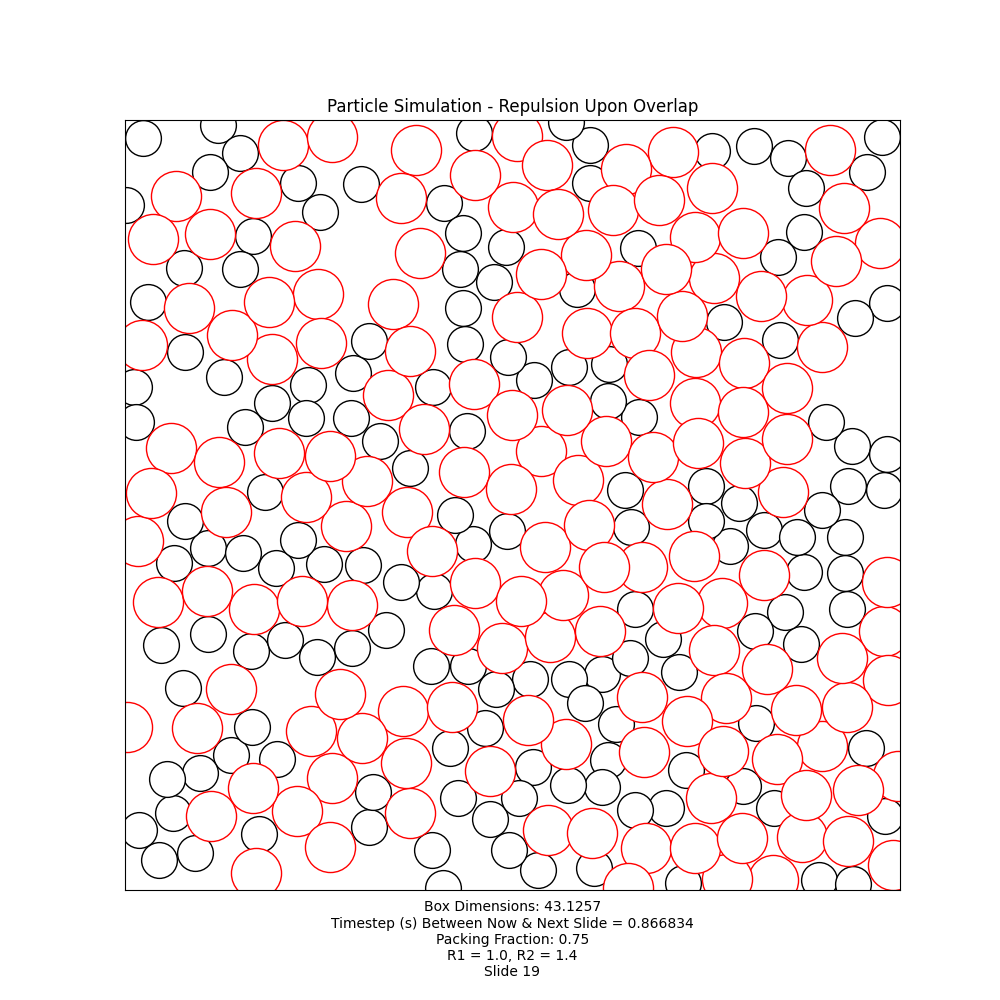 Particle Simulation - Repulsion Upon Overlap
Box Dimensions: 43.1257
Timestep (s) Between Now & Next Slide = 0.866834
Packing Fraction: 0.75
R1 = 1.0, R2 = 1.4
Slide 19